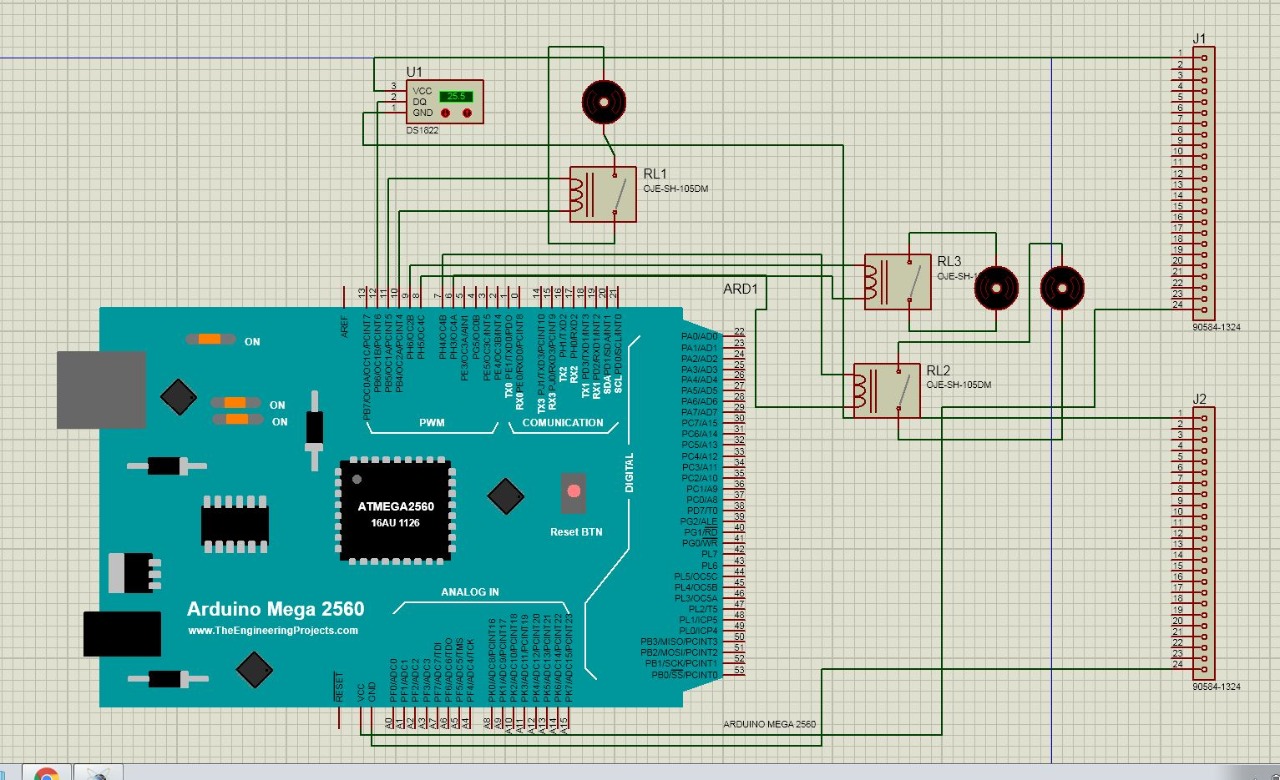 J1
U1
VCC
DQ
GND
3
2
1
25.5
DS1822
RL1
OJE-SH-105DM
RL3
OJE-SH-1
RL2
OJE-SH-105DM
1
2
3
4
5
6
7
8
9
10
11
12
13
14
15
16
17
18
19
20
21
22
23
24
90584-1324
J2
1
2
3
4
5
6
7
8
9
10
11
12
13
14
15
16
17
18
19
20
21
22
23
24
90584-1324
ARD1
AREF
13
12
11
10
9
8
7
6
5
4
3
2
1
0
14
15
16
17
18
19
20
21
PB7/OC0A/OC1C/PCINT7
PB6/OC1B/PCINT6
PB5/OC1A/PCINT5
PB4/OC2A/PCINT4
PH6/OC2B
PH5/OC4C
PH4/OC4B
PH3/OC4A
PE3/OC3A/AIN1
PG5/OC0B
PE5/OC3C/INT5
PE4/OC3B/INT4
TX0 PE1/TXD0/PDO
RX0 PE0/RXD0/PCINT8
TX3 PJ1/TXD3/PCINT10
RX3 PJ0/RXD3/PCINT9
TX2 PH1/TXD2
RX2 PH0/RXD2
TX1 PD3/TXD1/INT3
RX1 PD2/RXD1/INT2
SDA PD1/SDA/INT1
SCL PD0/SCL/INT0
PWM
COMUNICATION
DIGITAL
ON
ON
ON
ATMEGA2560
16AU 1126
Reset BTN
Arduino Mega 2560
www.TheEngineeringProjects.com
ANALOG IN
PA0/AD0 22
PA1/AD1 23
PA2/AD2 24
PA3/AD3 25
PA4/AD4 26
PA5/AD5 27
PA6/AD6 28
PA7/AD7 29
PC7/A15 30
PC6/A14 31
PC5/A13 32
PC4/A12 33
PC3/A11 34
PC2/A10 35
PC1/A9 36
PC0/A8 37
PD7/T0 38
PG2/ALE 39
PG1/RD 40
PG0/WR 41
PL7 42
PL6 43
PL5/OC5C 44
PL4/OC5B 45
PL3/OC5A 46
PL2/T5 47
PL1/ICP5 48
PL0/ICP4 49
PB3/MISO/PCINT3 50
PB2/MOSI/PCINT2 51
PB1/SCK/PCINT1 52
PB0/SS/PCINT0 53
RESET
VCC
GND
PF0/ADC0
PF1/ADC1
PF2/ADC2
PF3/ADC3
PF7/ADC7/TDI
PF6/ADC6/TDO
PF5/ADC5/TMS
PF4/ADC4/TCK
PK0/ADC8/PCINT16
PK1/ADC9/PCINT17
PK2/ADC10/PCINT18
PK3/ADC11/PCINT19
PK4/ADC12/PCINT20
PK5/ADC13/PCINT21
PK6/ADC14/PCINT22
PK7/ADC15/PCINT23
A0
A1
A2
A3
A7
A6
A5
A4
A8
A9
A10
A11
A12
A13
A14
A15
ARDUINO MEGA 2560